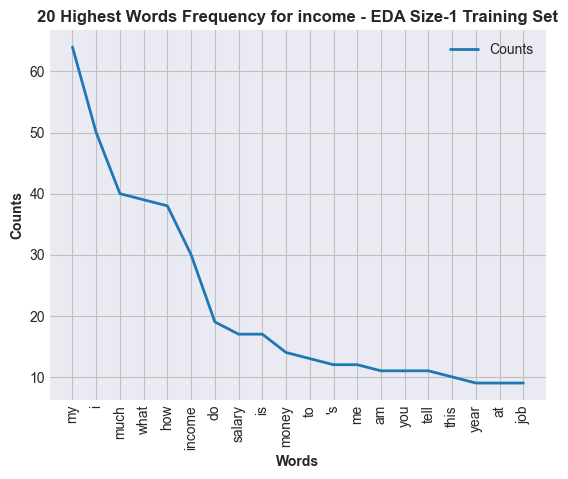 20 Highest Words Frequency for income - EDA Size-1 Training Set
Counts
Counts
60
50
40
30
20
10
my
i
much
what
how
income
do
salary
is
money
to
's
me
am
you
tell
this
year
at
job
Words